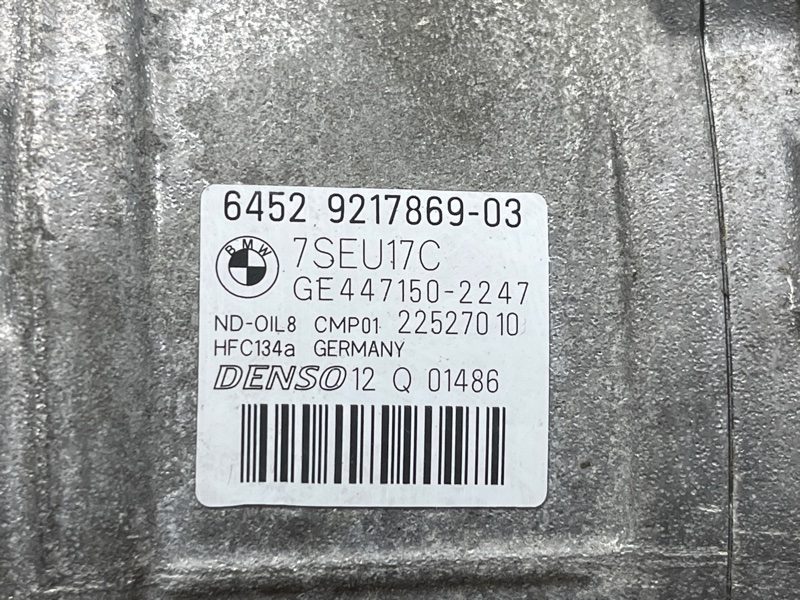 6452 9217869-03
BMW
7SEU17C
GE447150-2247
ND-OIL8 CMP01 22527010
HFC134a GERMANY
DENSO 12 Q 01486